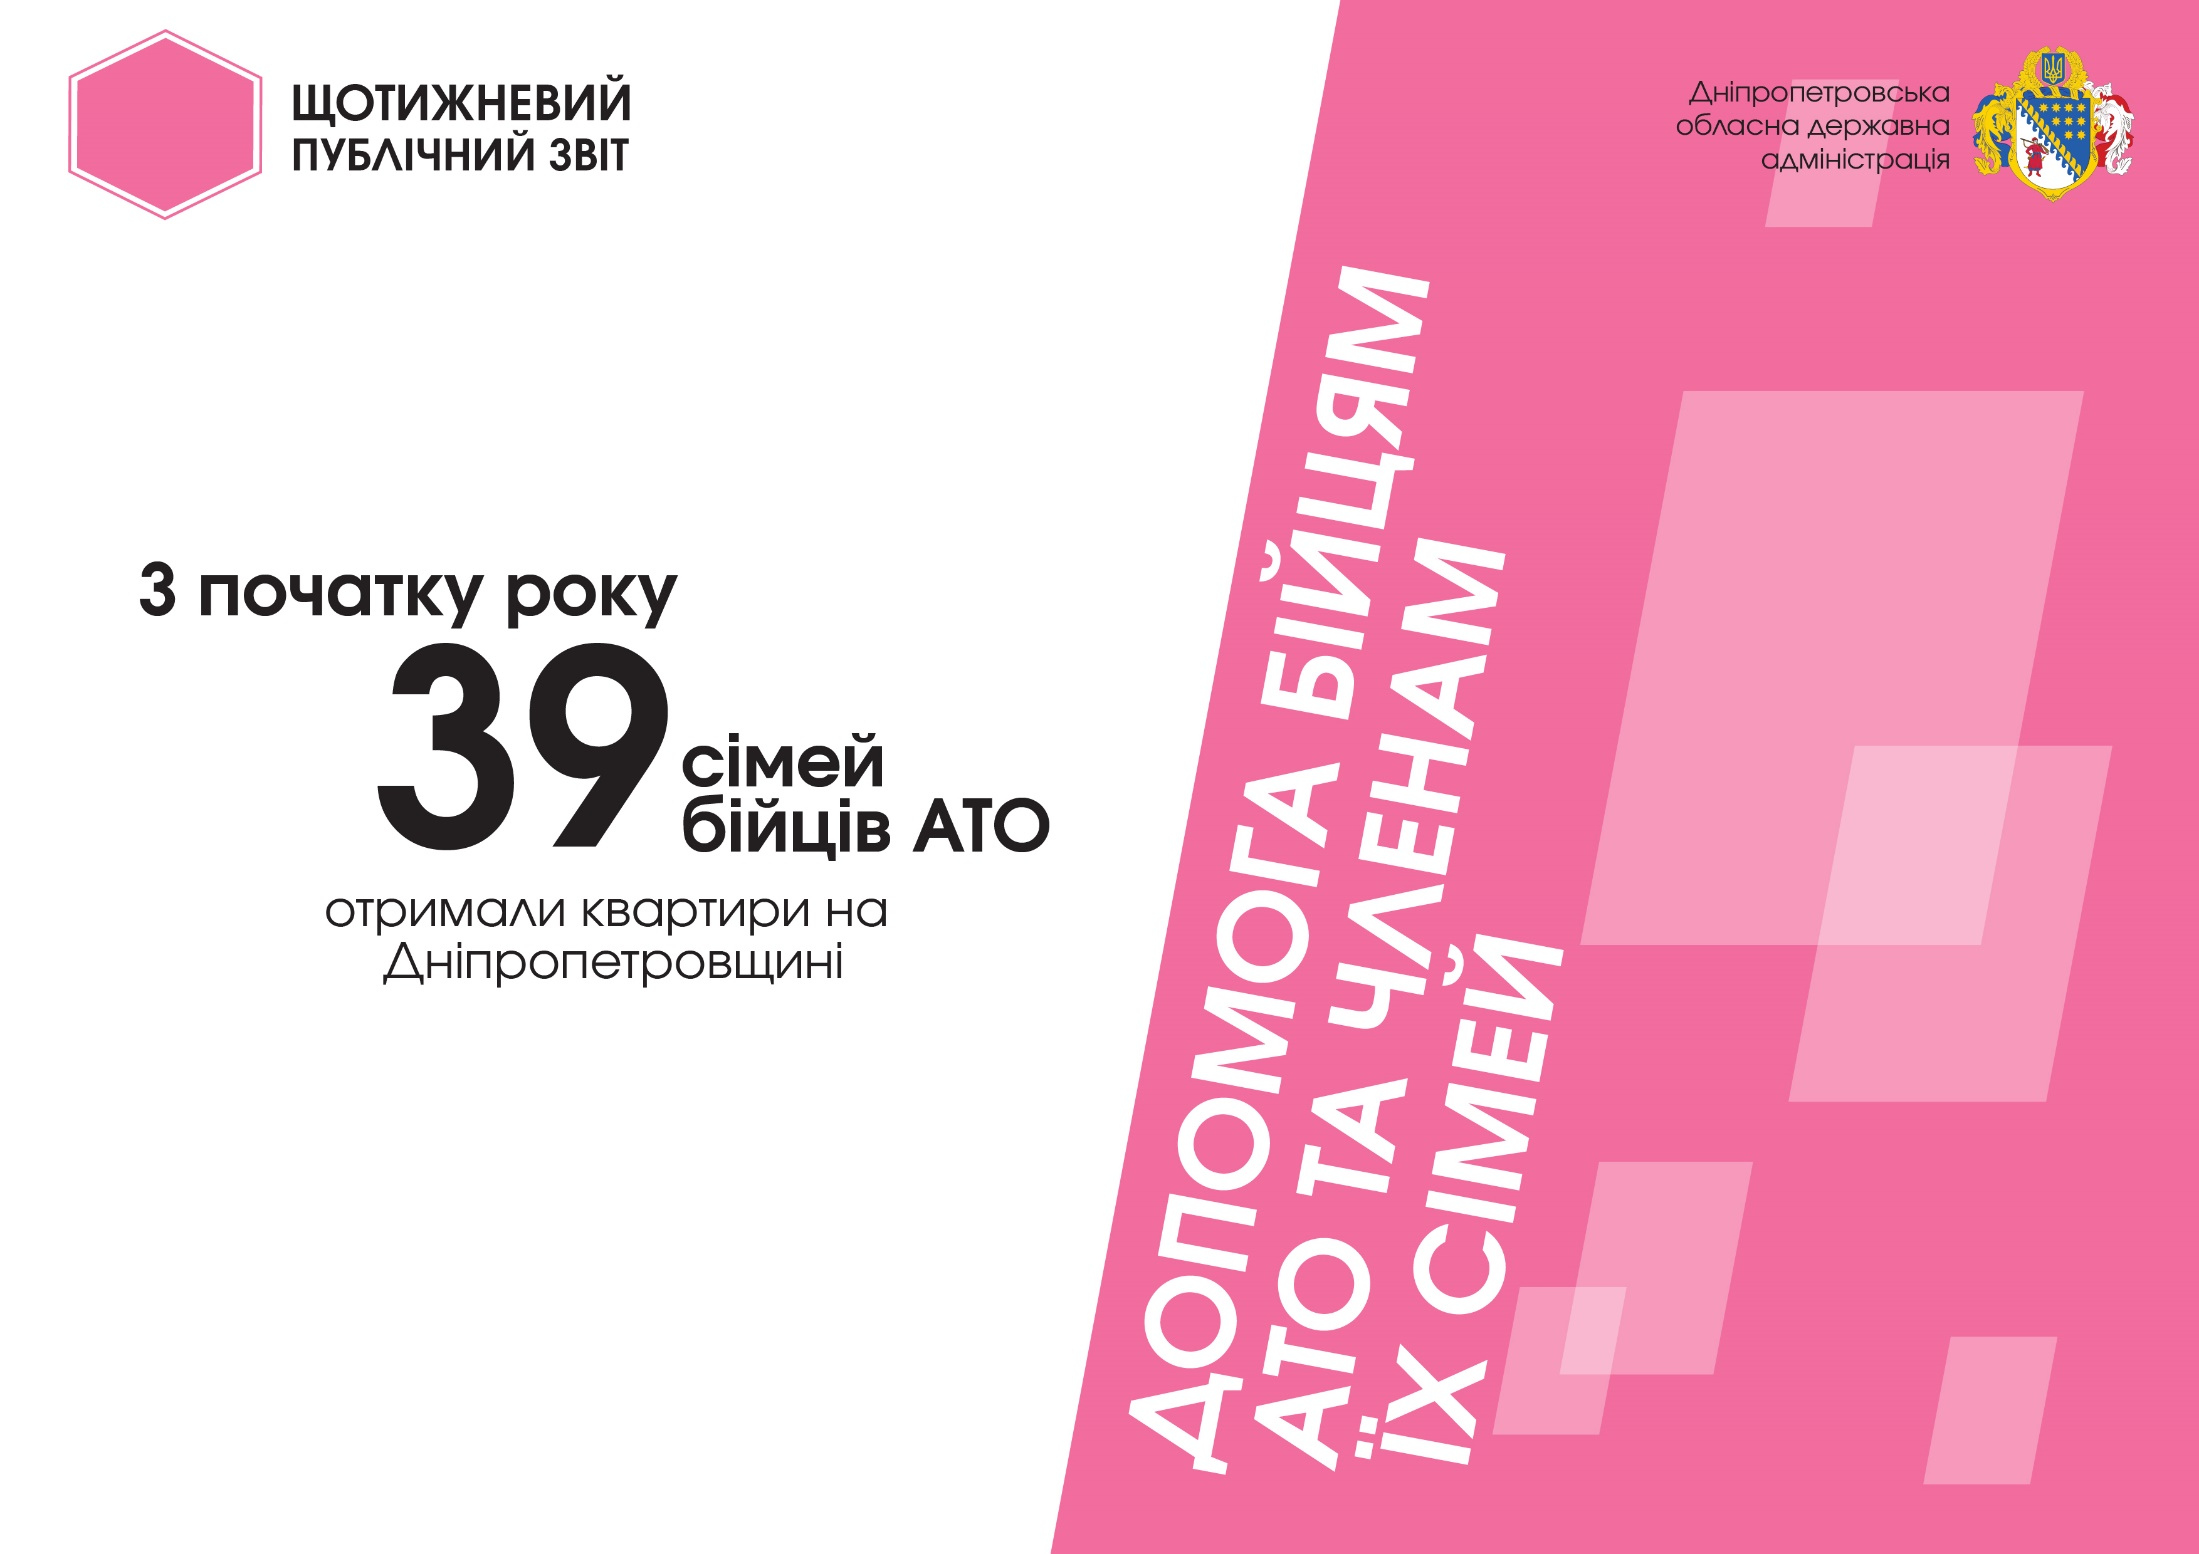 ЩОТИЖНЕВИЙ
ПУБЛІЧНИЙ ЗВІТ
Дніпропетровська
обласна державна
адміністрація
З початку року
39 сімей
бійців АТО
отримали квартири на
Дніпропетровщині
ДОПОМОГА БІЙЦЯМ
АТО ТА ЧЛЕНАМ
ЇХ СІМЕЙ